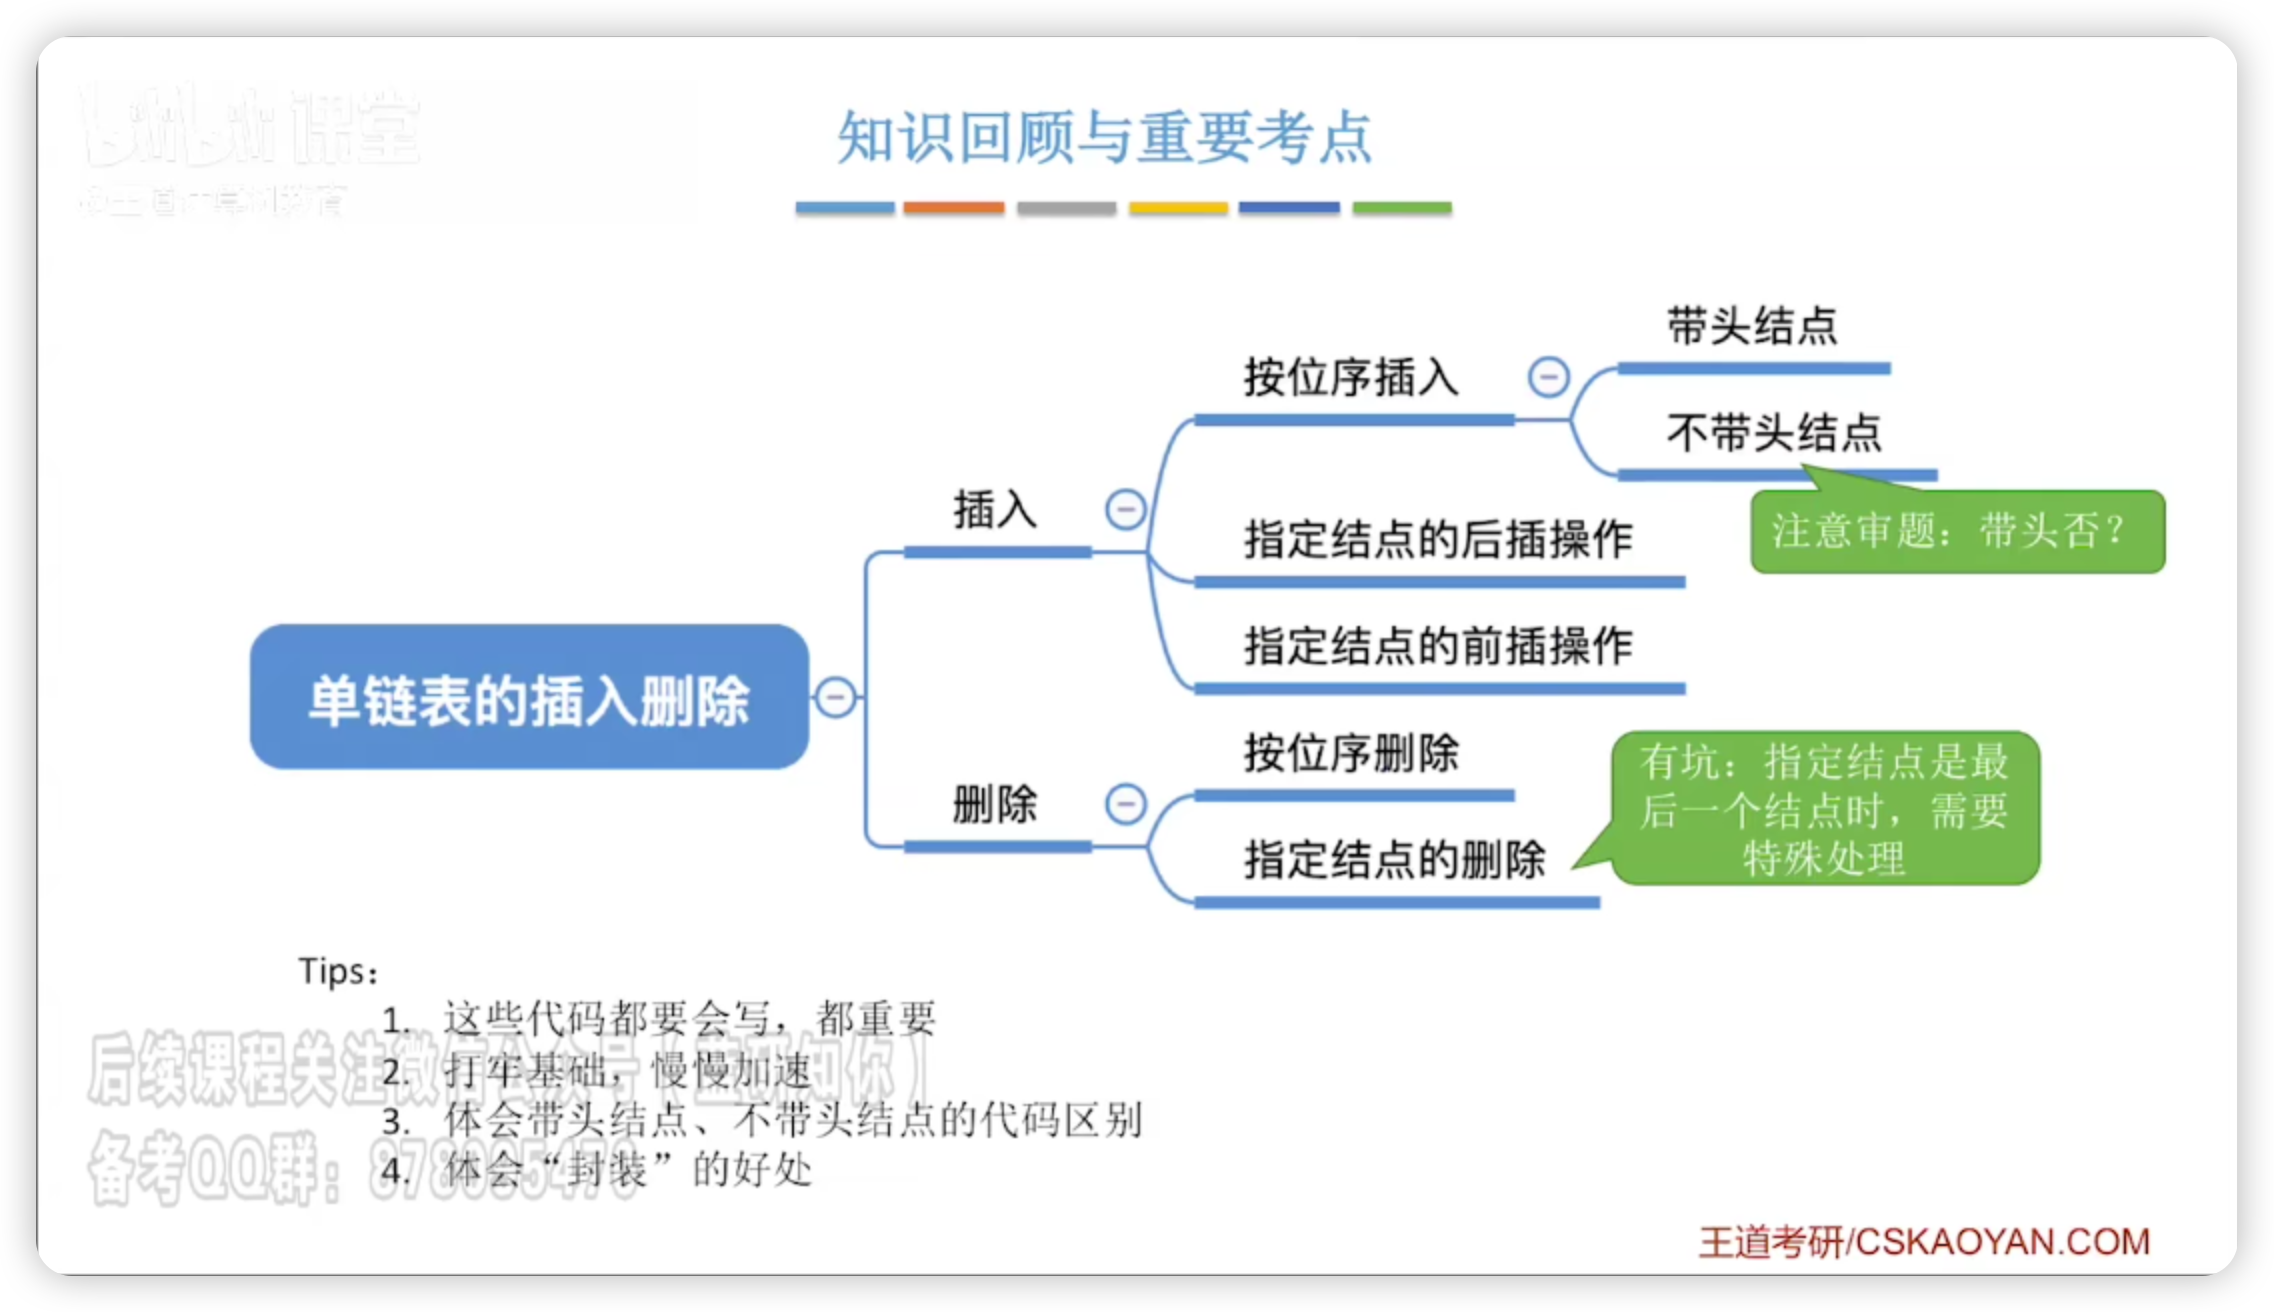 课堂
知识回顾与重要考点
带头结点
按位序插入
不带头结点
注意审题：带头否？
插入
指定结点的后插操作
指定结点的前插操作
单链表的插入删除
按位序删除
删除
指定结点的删除
有坑：指定结点是最
后一个结点时，需要
特殊处理
Tips：
1. 这些代码都要会写，都重要
2. 打牢基础，慢慢加速
3. 体会带头结点、不带头结点的代码区别
4. 体会“封装”的好处
后续课程关注微信公众号
备考QQ群：
王道考研/CSKAOYAN.COM